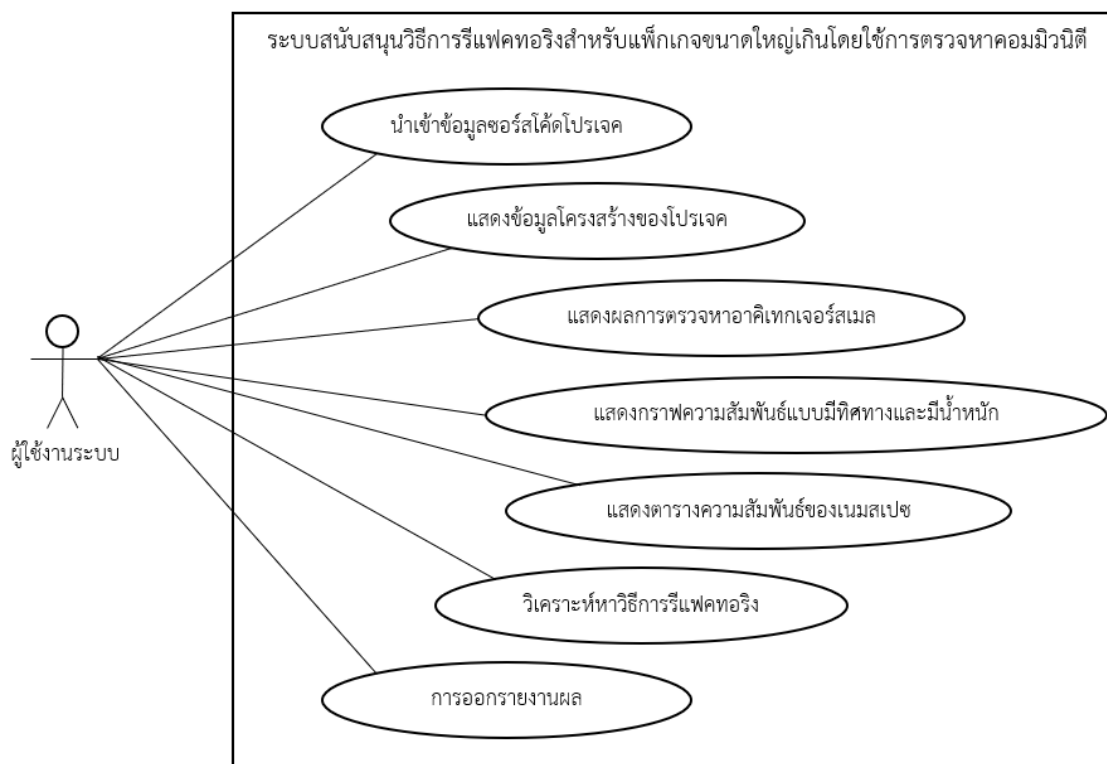 ระบบสนับสนุนวิธีการรีแฟคทอริงสำหรับแพ็กเกจขนาดใหญ่เกินโดยใช้การตรวจหาคอมมิวนิตี
นำเข้าข้อมูลซอร์สโค้ดโปรเจค
แสดงข้อมูลโครงสร้างของโปรเจค
แสดงผลการตรวจหาอาคิเทกเจอร์สเมล
แสดงกราฟความสัมพันธ์แบบมีทิศทางและมีน้ำหนัก
ผู้ใช้งานระบบ
แสดงตารางความสัมพันธ์ของเนมสเปซ
วิเคราะห์หาวิธีการรีแฟคทอริง
การออกรายงานผล